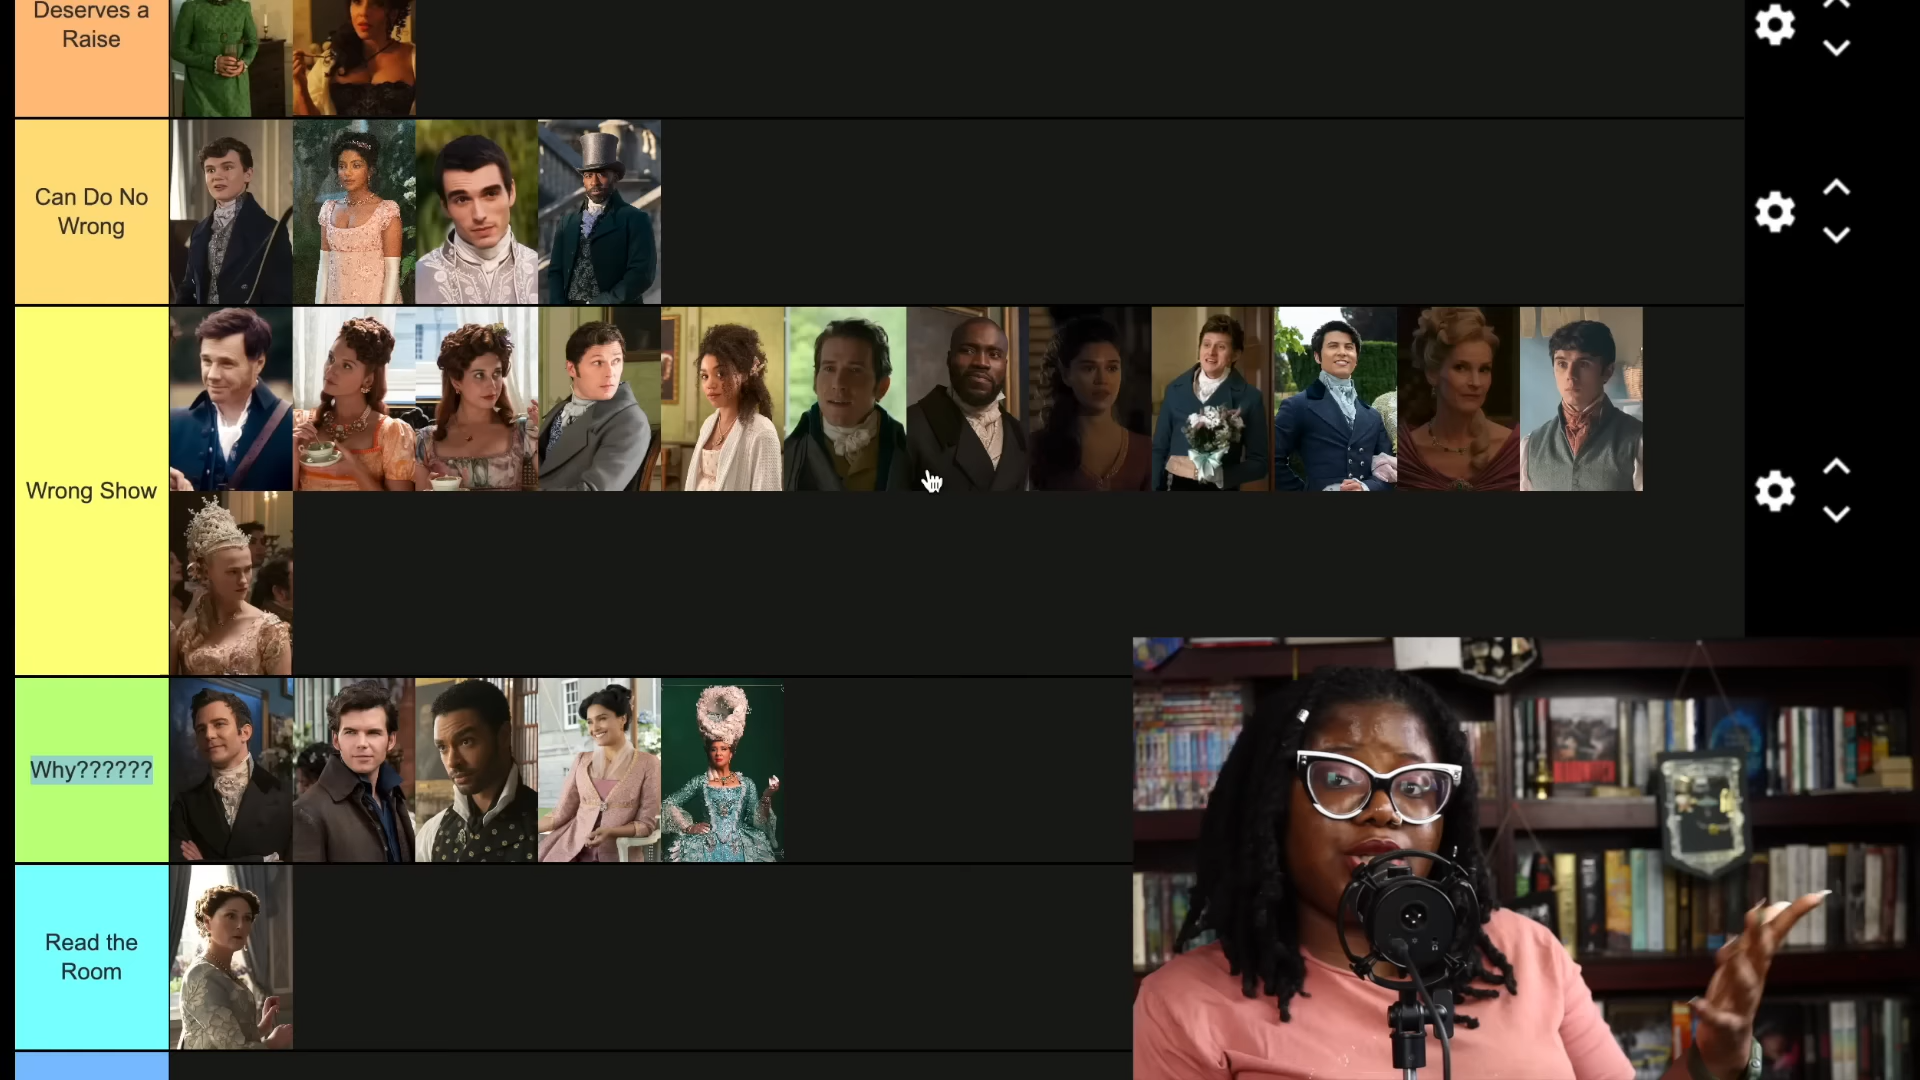 Deserves a
Raise
Can Do No
Wrong
Wrong Show
Why??????
Read the
Room